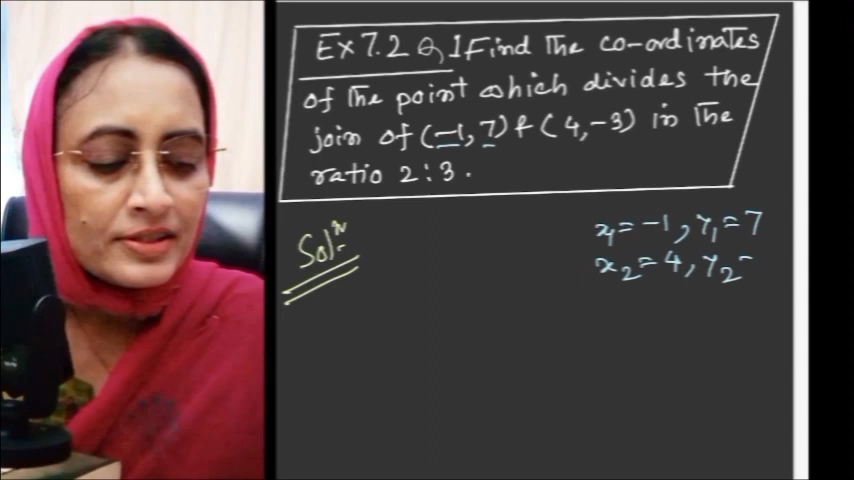 Ex 7.2 Q 1 Find The co-ordinates
of The point which divides the
join of (-1, 7) & (4, -3) in The
ratio 2:3.
Solⁿ
x₁ = -1, Y₁ = 7
x₂ = 4, Y₂ =